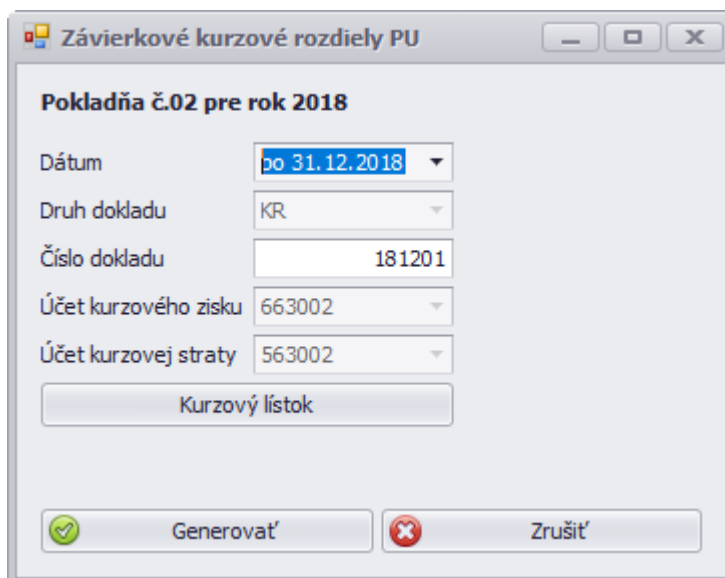 Závierkové kurzové rozdiely PU
Pokladňa č.02 pre rok 2018
Dátum po 31.12.2018
Druh dokladu KR
Číslo dokladu 181201
Účet kurzového zisku 663002
Účet kurzovej straty 563002
Kurzový lístok
Generovať Zrušiť